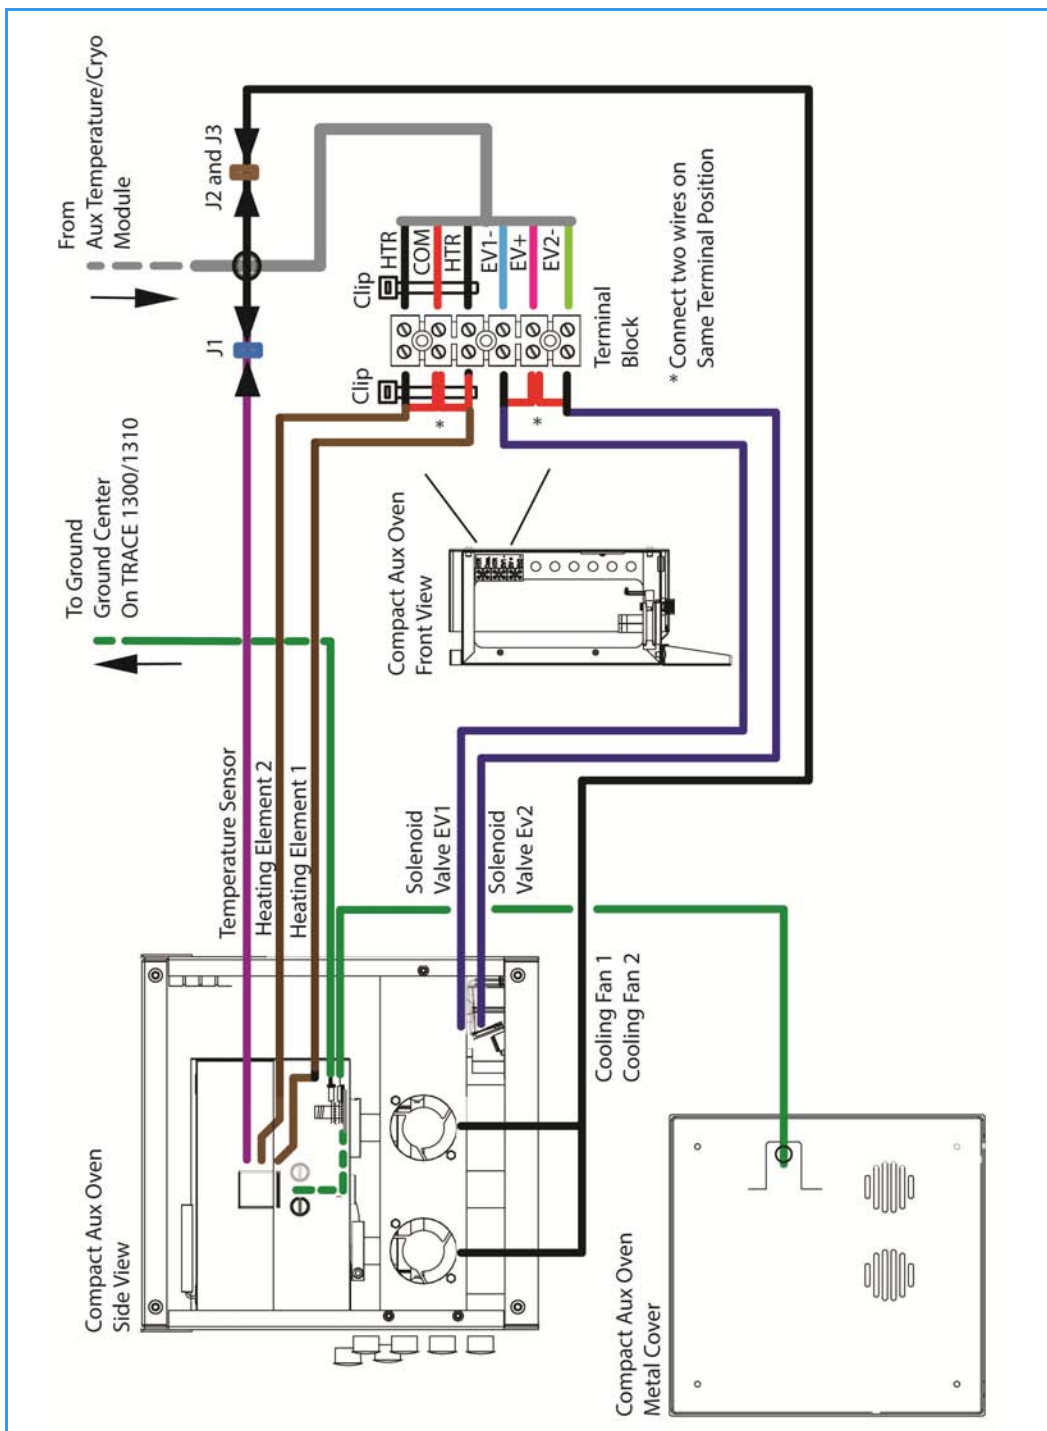 From
Aux Temperature/Cryo
Module
J2 and J3
J1
To Ground
Ground Center
On TRACE 1300/1310
Clip
HTR
COM
HTR
EV1-
EV+
EV2-
Clip
*
*
Terminal
Block
* Connect two wires on
Same Terminal Position
Compact Aux Oven
Front View
Temperature Sensor
Heating Element 2
Heating Element 1
Solenoid
Valve EV1
Solenoid
Valve Ev2
Cooling Fan 1
Cooling Fan 2
Compact Aux Oven
Side View
Compact Aux Oven
Metal Cover